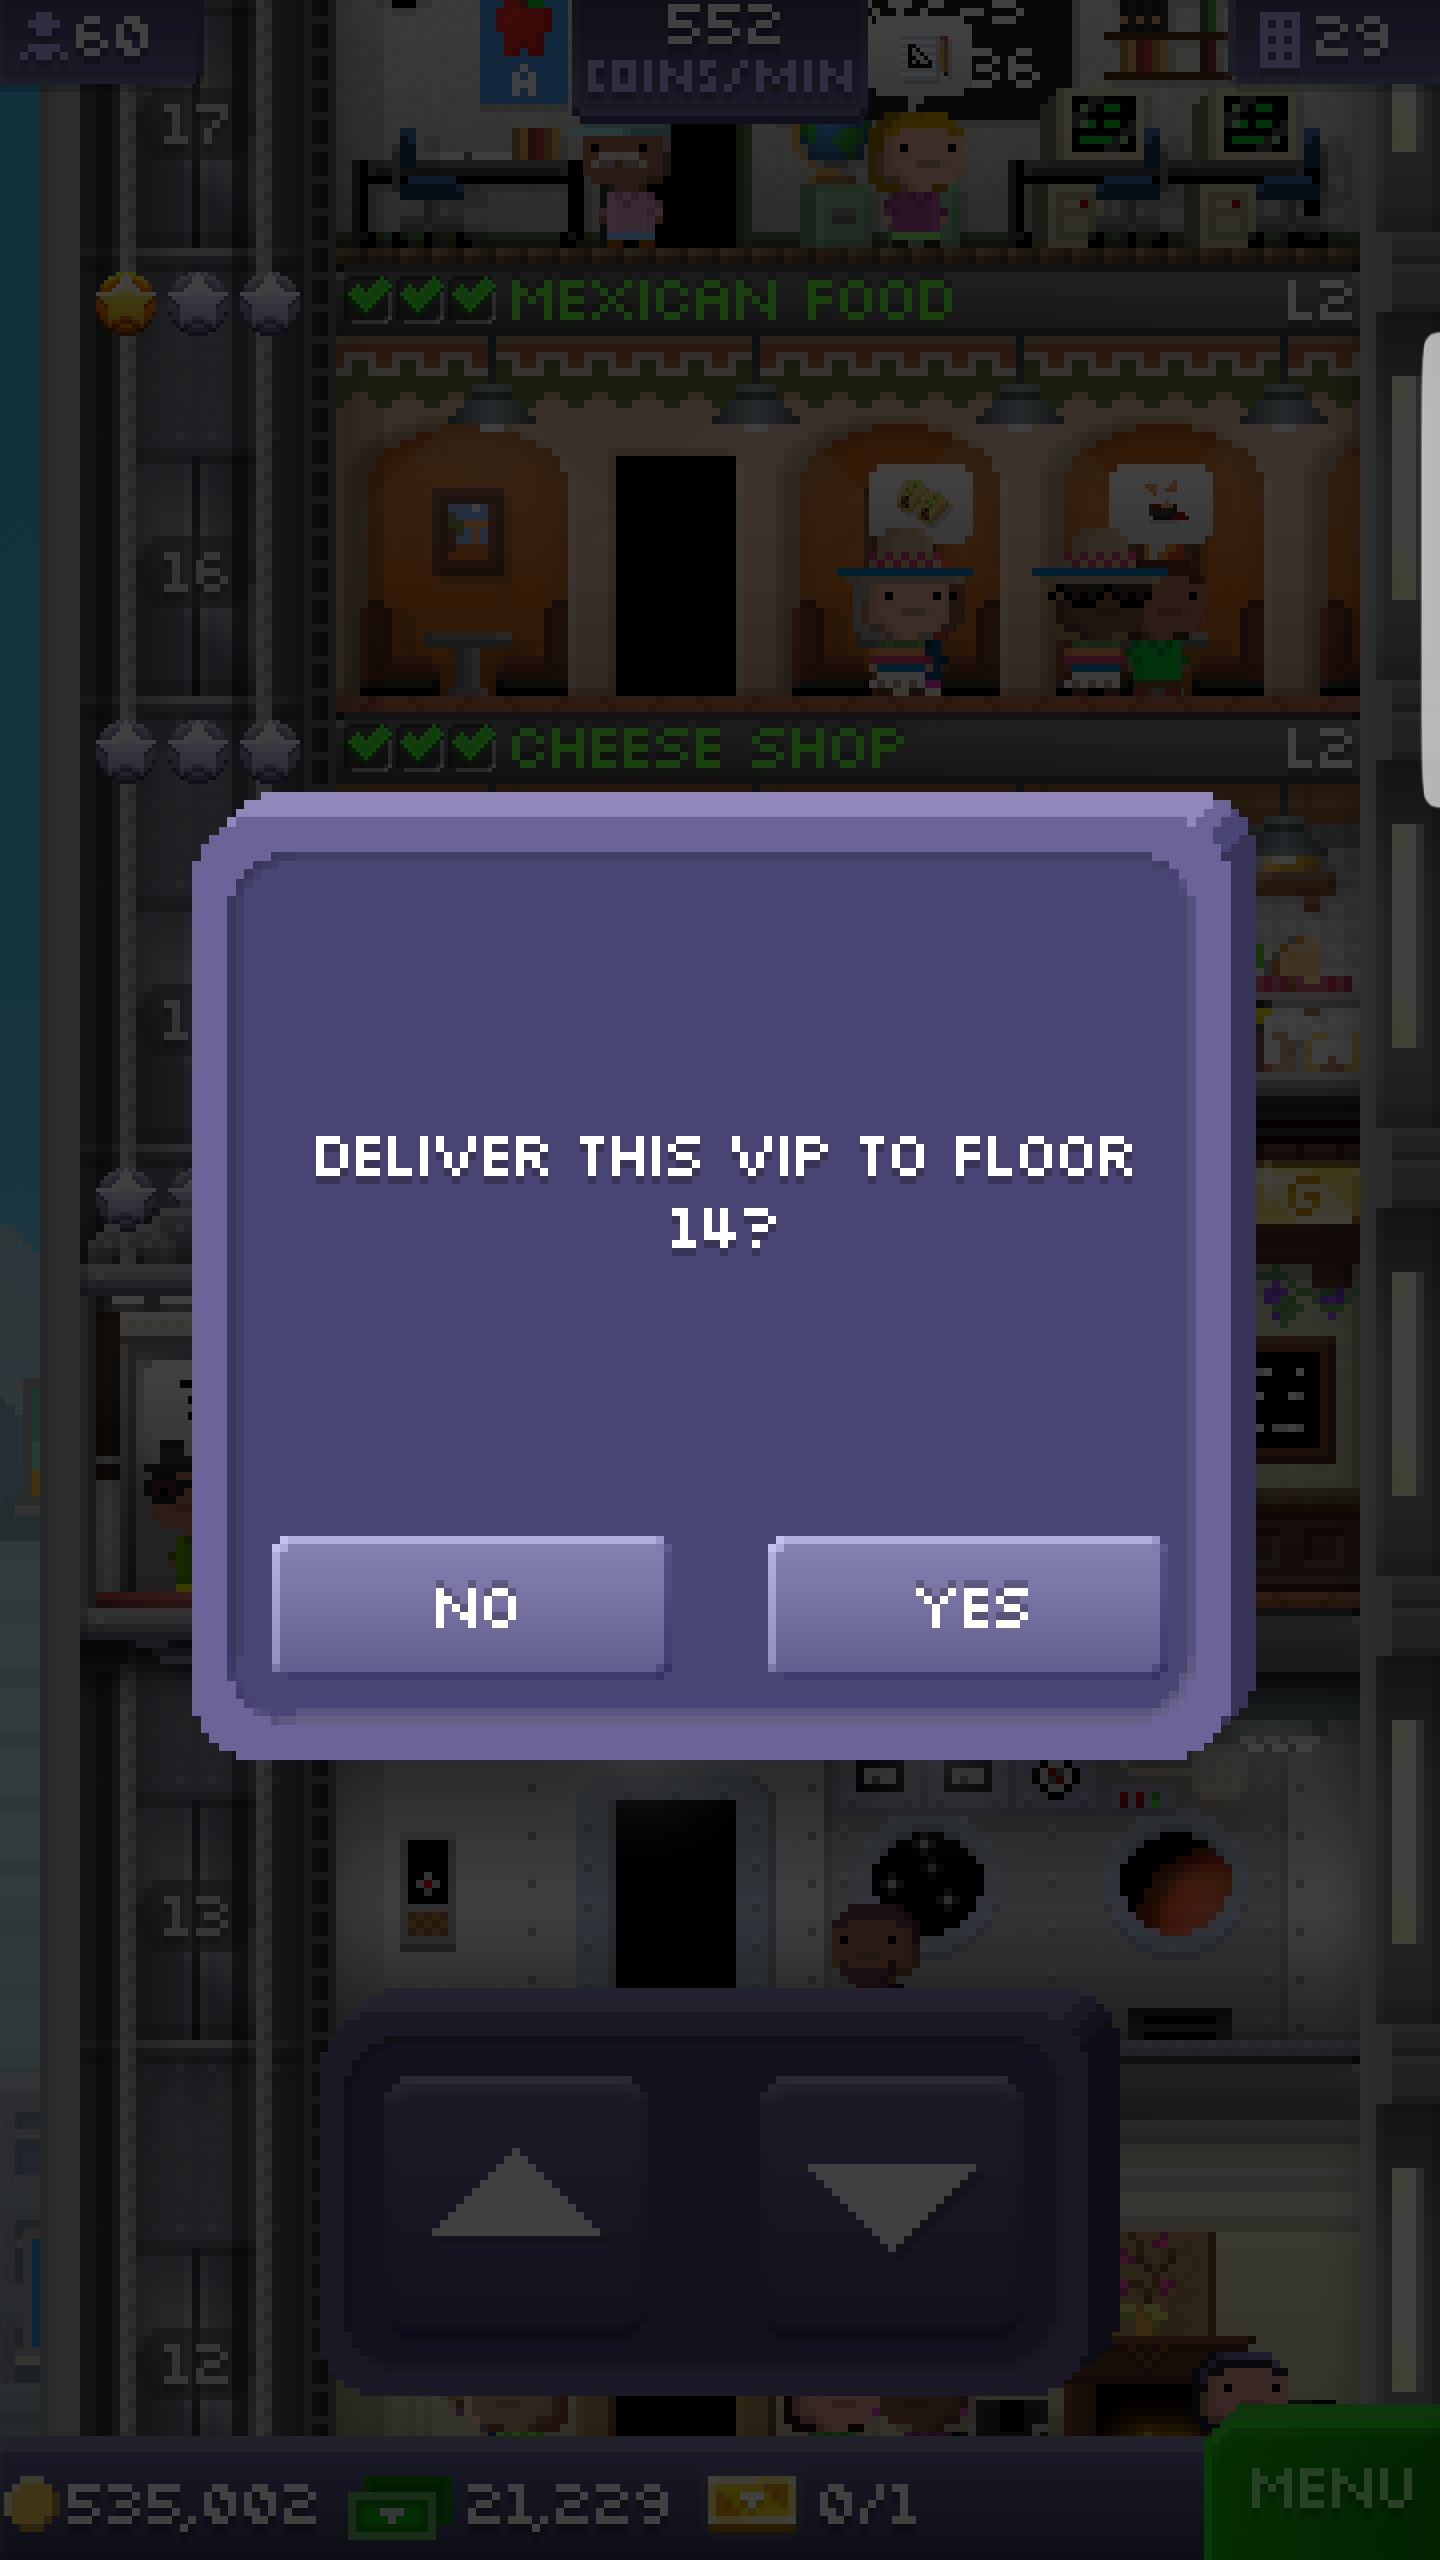 60
552
COINS/MIN
36
29
A
17
MEXICAN FOOD
L2
16
CHEESE SHOP
L2
1
G
DELIVER THIS VIP TO FLOOR
14?
NO
YES
13
12
535,002
21,229
0/1
MENU